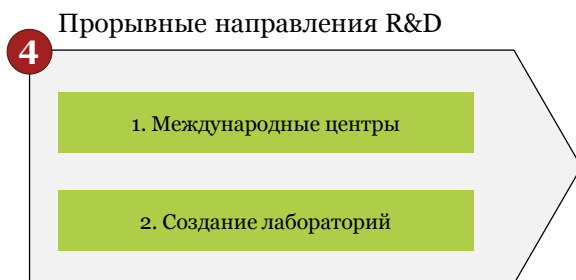 Прорывные направления R&D
4
1. Международные центры
2. Создание лабораторий